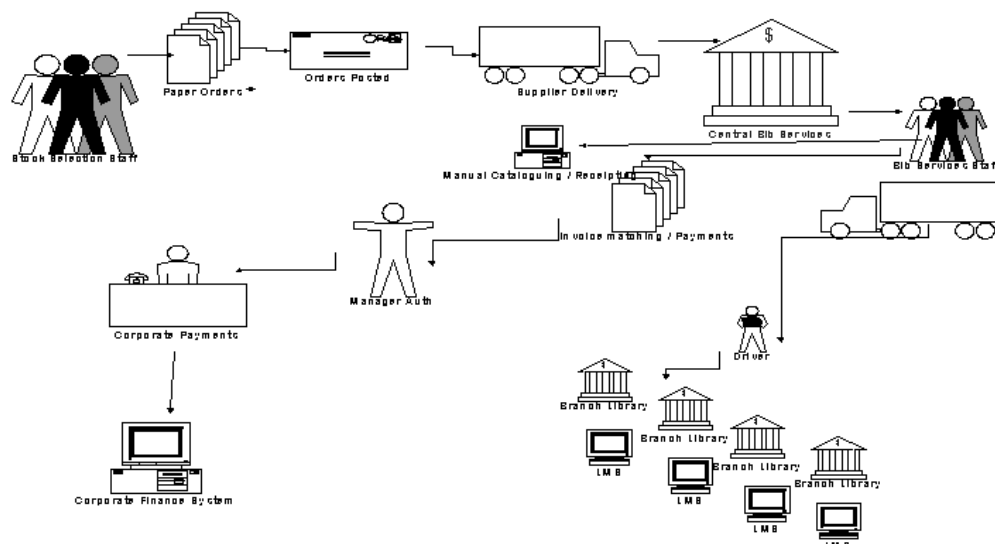 Paper Orders
Orders Posted
Supplier Delivery
$
Central Bib Services
Stock Selection Staff
Bib Services Staff
Manual Cataloguing / Receipting
Invoice matching / Payments
Manager Auth
Corporate Payments
Driver
$
Branch Library
$
Branch Library
$
Branch Library
$
Branch Library
LMS
LMS
LMS
LMS
Corporate Finance System